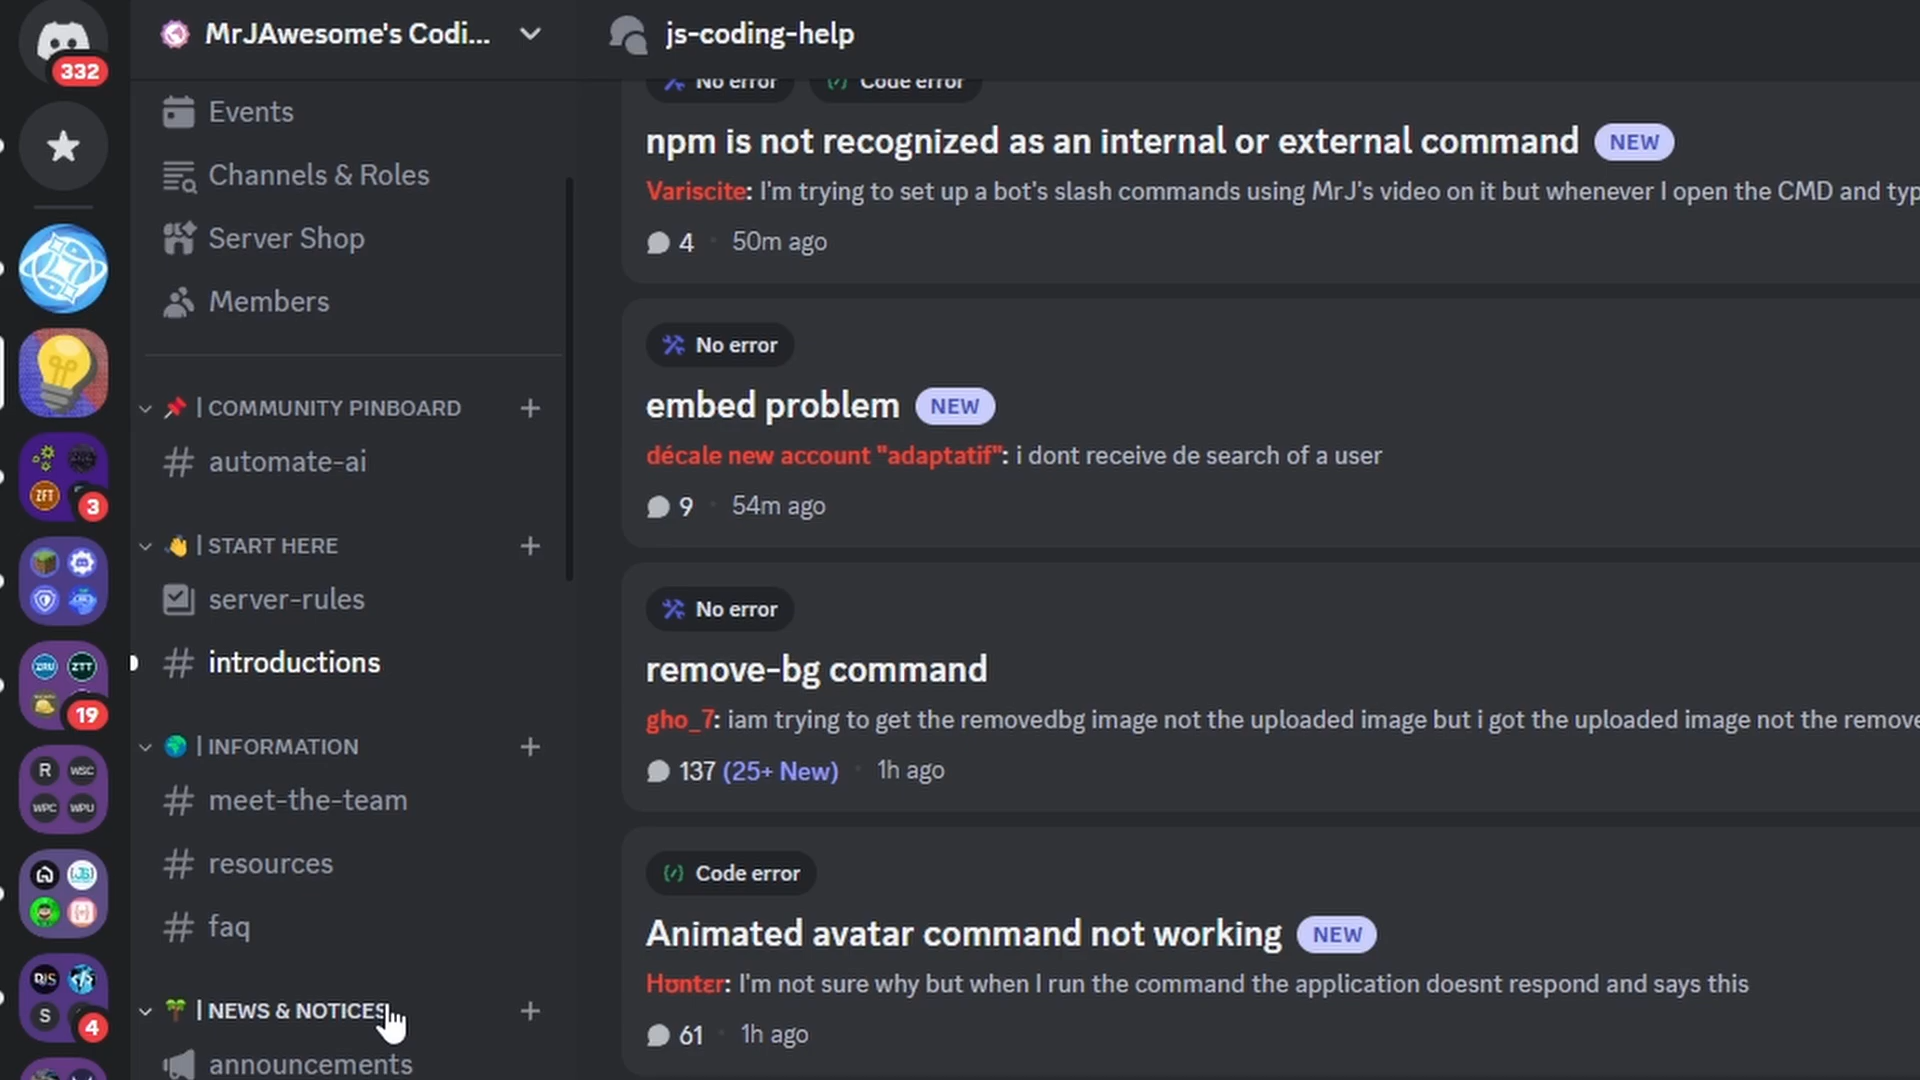 332
MrJAwesome's Codi...
js-coding-help
Events
Channels & Roles
Server Shop
Members
| COMMUNITY PINBOARD
automate-ai
| START HERE
server-rules
introductions
| INFORMATION
meet-the-team
resources
faq
| NEWS & NOTICES
announcements
ZFT
3
ZRU ZTT
19
R WSC
WPC WPU
DJS
S
4
No error Code error
npm is not recognized as an internal or external command NEW
Variscite: I'm trying to set up a bot's slash commands using MrJ's video on it but whenever I open the CMD and typ
4 · 50m ago
No error
embed problem NEW
décale new account "adaptatif": i dont receive de search of a user
9 · 54m ago
No error
remove-bg command
gho_7: iam trying to get the removedbg image not the uploaded image but i got the uploaded image not the remove
137 (25+ New) · 1h ago
Code error
Animated avatar command not working NEW
I'm not sure why but when I run the command the application doesnt respond and says this
61 · 1h ago